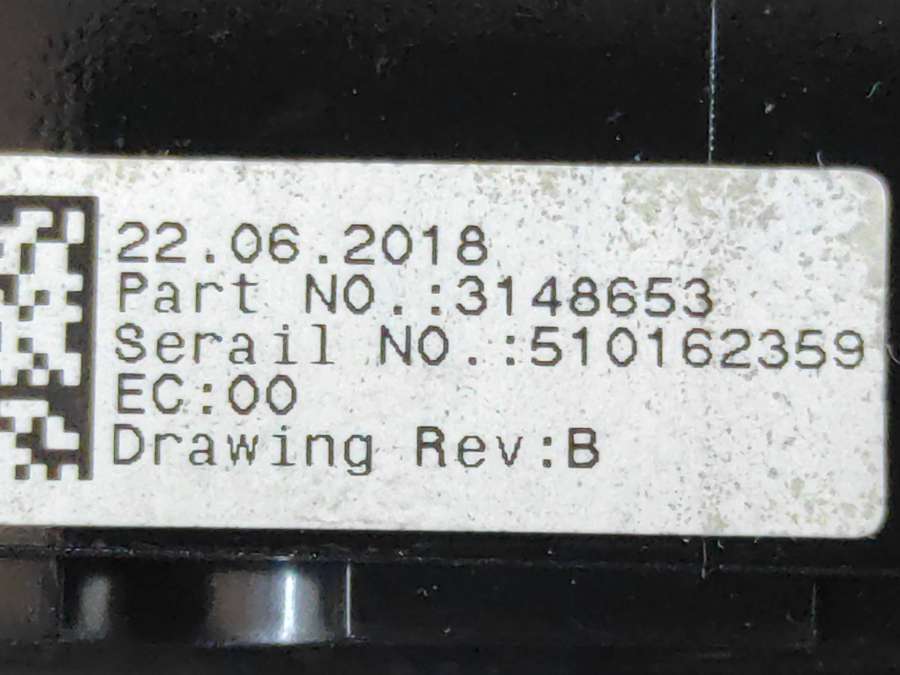 22.06.2018
Part NO.:3148653
Serail NO.:510162359
EC:00
Drawing Rev:B